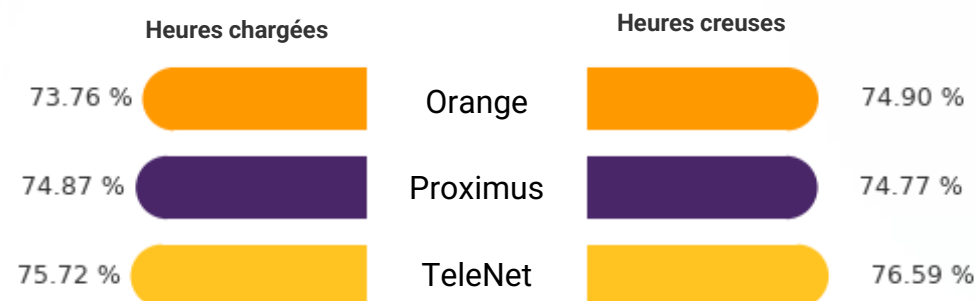 Heures chargées Heures creuses
73.76 % Orange 74.90 %
74.87 % Proximus 74.77 %
75.72 % TeleNet 76.59 %